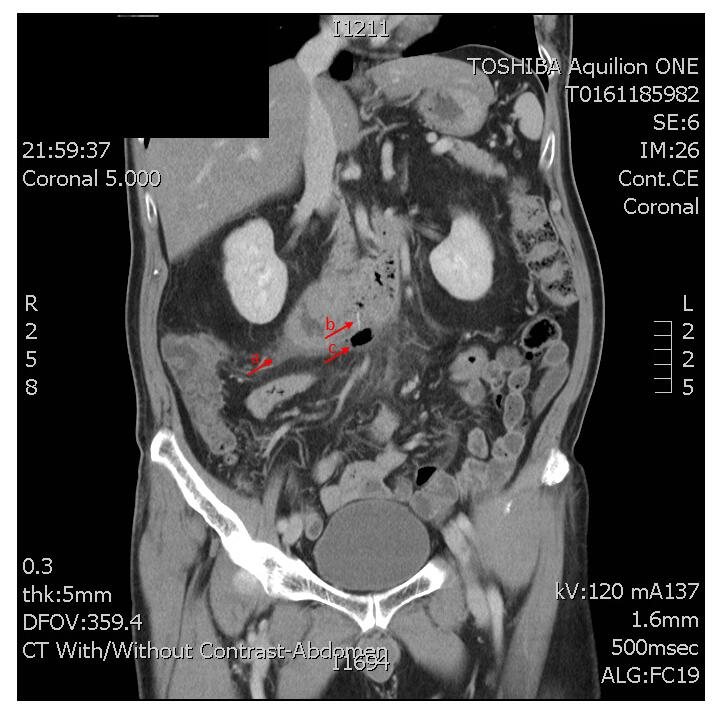 I1211
TOSHIBA Aquilion ONE
T0161185982
SE:6
21:59:37
IM:26
Coronal 5.000
Cont.CE
Coronal
R
L
2
2
5
2
8
5
b
c
a
0.3
kV:120 mA137
thk:5mm
1.6mm
DFOV:359.4
500msec
CT With/Without Contrast-Abdomen
I1694
ALG:FC19